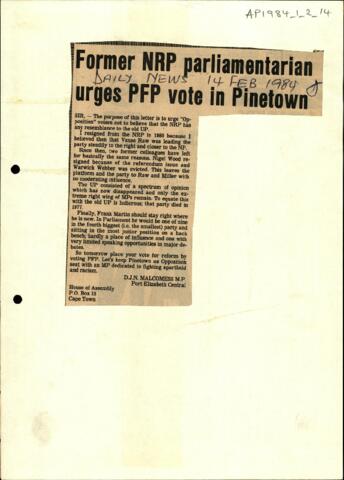 AP1984_1_2_14
Former NRP parliamentarian
DAILY NEWS 14 FEB 1984
urges PFP vote in Pinetown
SIR, — The purpose of this letter is to urge "Op-
position" voters not to believe that the NRP has
any resemblance to the old UP.
I resigned from the NRP in 1980 because I
believed then that Vause Raw was leading the
party steadily to the right and closer to the NP.
Since then, two former colleagues have left
for basically the same reasons. Nigel Wood re-
signed because of the referendum issue and
Warwick Webber was evicted. This leaves the
platform and the party to Raw and Miller with
no moderating influence.
The UP consisted of a spectrum of opinion
which has now disappeared and only the ex-
treme right wing of MPs remain. To equate this
with the old UP is ludicrous; that party died in
1977.
Finally, Frank Martin should stay right where
he is now. In Parliament he would be one of nine
in the fourth biggest (i.e. the smallest) party and
sitting in the most junior position on a back
bench; hardly a place of influence and one with
very limited speaking opportunities in major de-
bates.
So tomorrow place your vote for reform by
voting PFP. Let's keep Pinetown an Opposition
seat with an MP dedicated to fighting apartheid
and racism.
D.J.N. MALCOMESS M.P.
Port Elizabeth Central
House of Assembly
P.O. Box 15
Cape Town